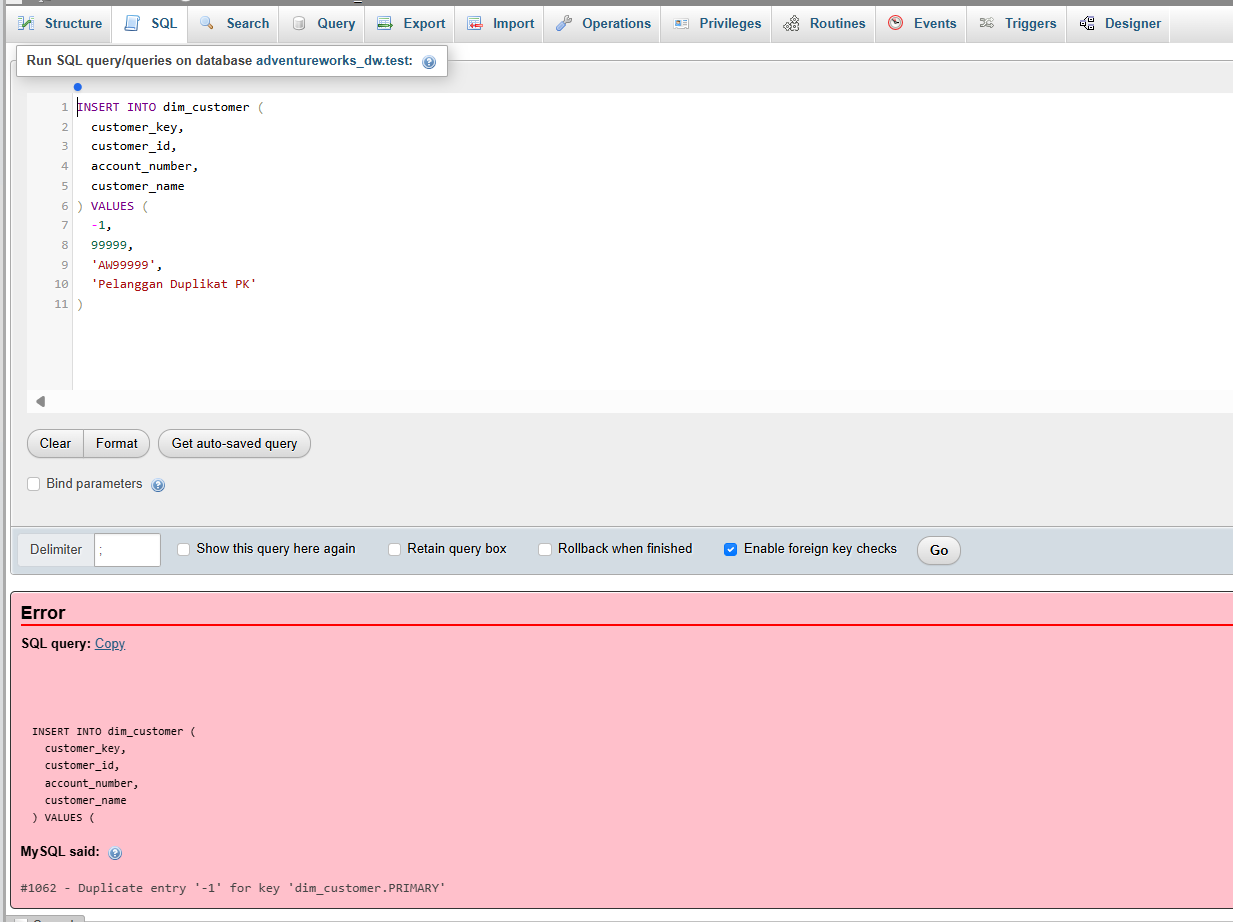 Structure SQL Search Query Export Import Operations Privileges Routines Events Triggers Designer
Run SQL query/queries on database adventureworks_dw.test:
1 INSERT INTO dim_customer (
2 customer_key,
3 customer_id,
4 account_number,
5 customer_name
6 ) VALUES (
7 -1,
8 99999,
9 'AW99999',
10 'Pelanggan Duplikat PK'
11 )
Clear Format Get auto-saved query
Bind parameters
Delimiter ; Show this query here again Retain query box Rollback when finished Enable foreign key checks Go
Error
SQL query: Copy
INSERT INTO dim_customer (
customer_key,
customer_id,
account_number,
customer_name
) VALUES (
MySQL said:
#1062 - Duplicate entry '-1' for key 'dim_customer.PRIMARY'